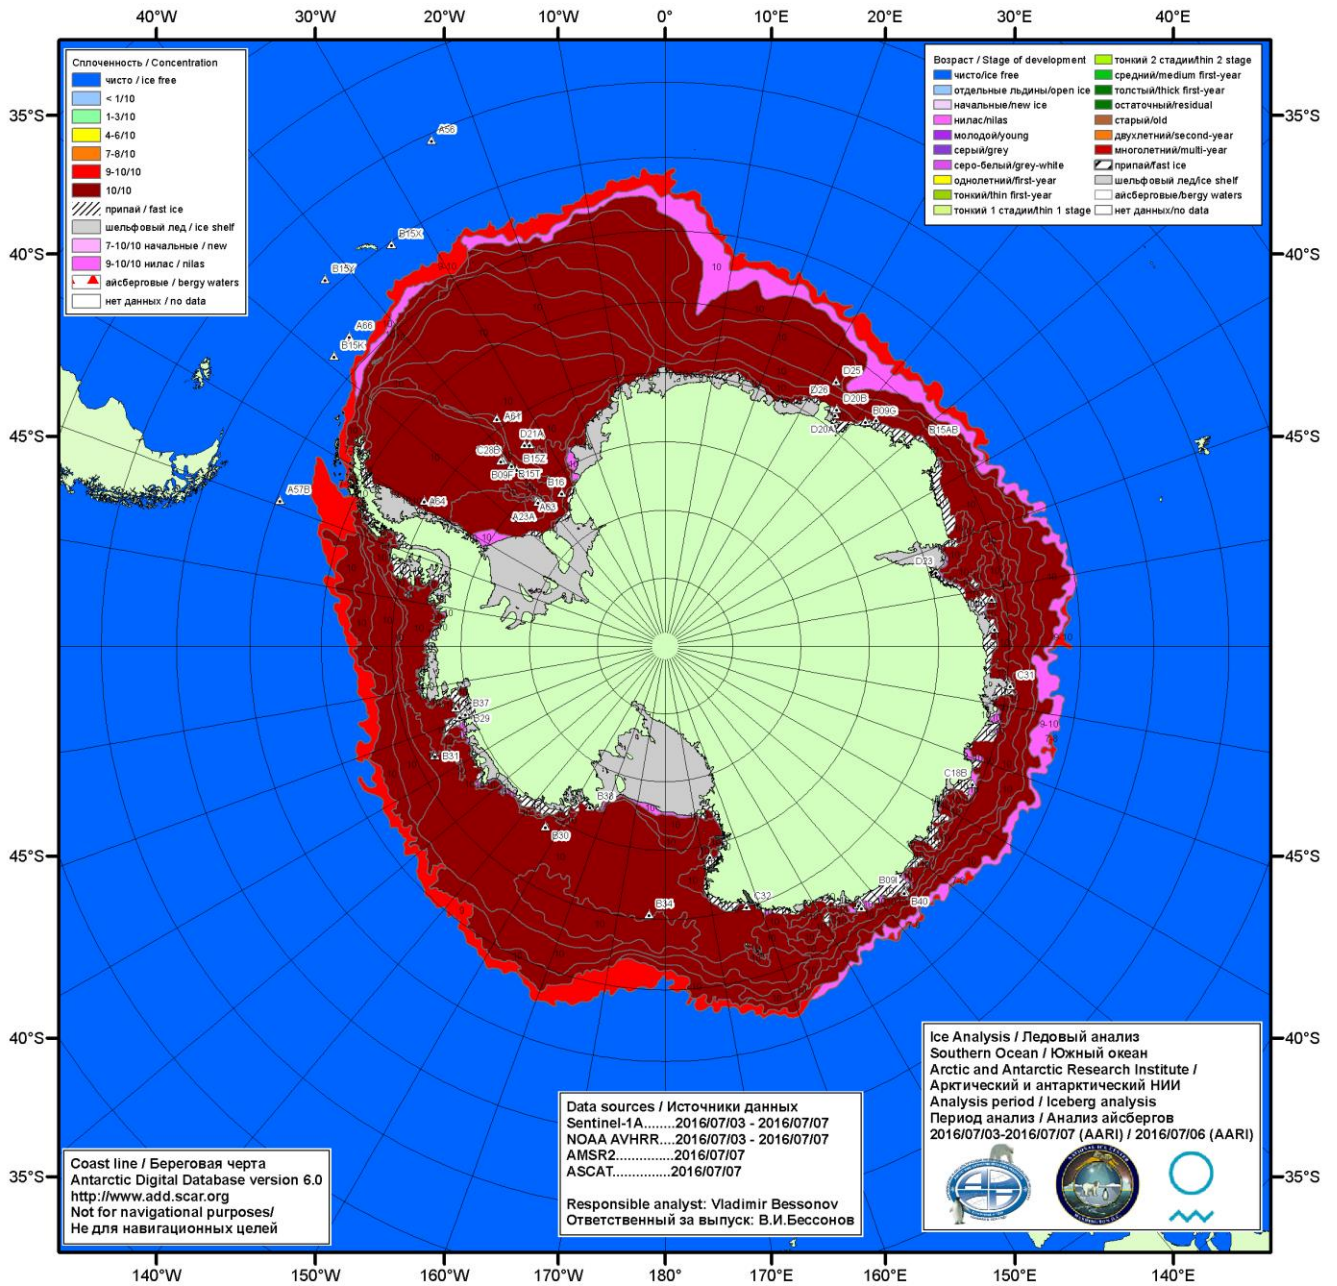 40°W 30°W 20°W 10°W 0° 10°E 20°E 30°E 40°E
Сплоченность / Concentration
чисто / ice free
< 1/10
1-3/10
4-6/10
7-8/10
9-10/10
10/10
припай / fast ice
шельфовый лед / ice shelf
7-10/10 начальные / new
9-10/10 нилас / nilas
айсберговые / bergy waters
нет данных / no data
Возраст / Stage of development
чисто/ice free
отдельные льдины/open ice
начальные/new ice
нилас/nilas
молодой/young
серый/grey
серо-белый/grey-white
однолетний/first-year
тонкий/thin first-year
тонкий 1 стадии/thin 1 stage
тонкий 2 стадии/thin 2 stage
средний/medium first-year
толстый/thick first-year
остаточный/residual
старый/old
двухлетний/second-year
многолетний/multi-year
припай/fast ice
шельфовый лед/ice shelf
айсберговые/bergy waters
нет данных/no data
35°S
35°S
40°S
40°S
45°S
45°S
45°S
45°S
40°S
40°S
35°S
35°S
A56
B15X
B15Y
A66
B15K
A57B
A61
D21A
C28B
B15Z
B09F
B15T
B16
A64
A63
A23A
D25
D26
D20B
B09G
D20A
D15AB
D23
C31
C18B
B09I
B40
C32
B34
B30
B38
B31
B29
B37
9-10
9-10
Ice Analysis / Ледовый анализ
Southern Ocean / Южный океан
Arctic and Antarctic Research Institute /
Арктический и антарктический НИИ
Analysis period / Iceberg analysis
Период анализ / Анализ айсбергов
2016/07/03-2016/07/07 (AARI) / 2016/07/06 (AARI)
Data sources / Источники данных
Sentinel-1A........2016/07/03 - 2016/07/07
NOAA AVHRR....2016/07/03 - 2016/07/07
AMSR2..............2016/07/07
ASCAT..............2016/07/07
Responsible analyst: Vladimir Bessonov
Ответственный за выпуск: В.И.Бессонов
Coast line / Береговая черта
Antarctic Digital Database version 6.0
http://www.add.scar.org
Not for navigational purposes/
Не для навигационных целей
140°W 150°W 160°W 170°W 180° 170°E 160°E 150°E 140°E